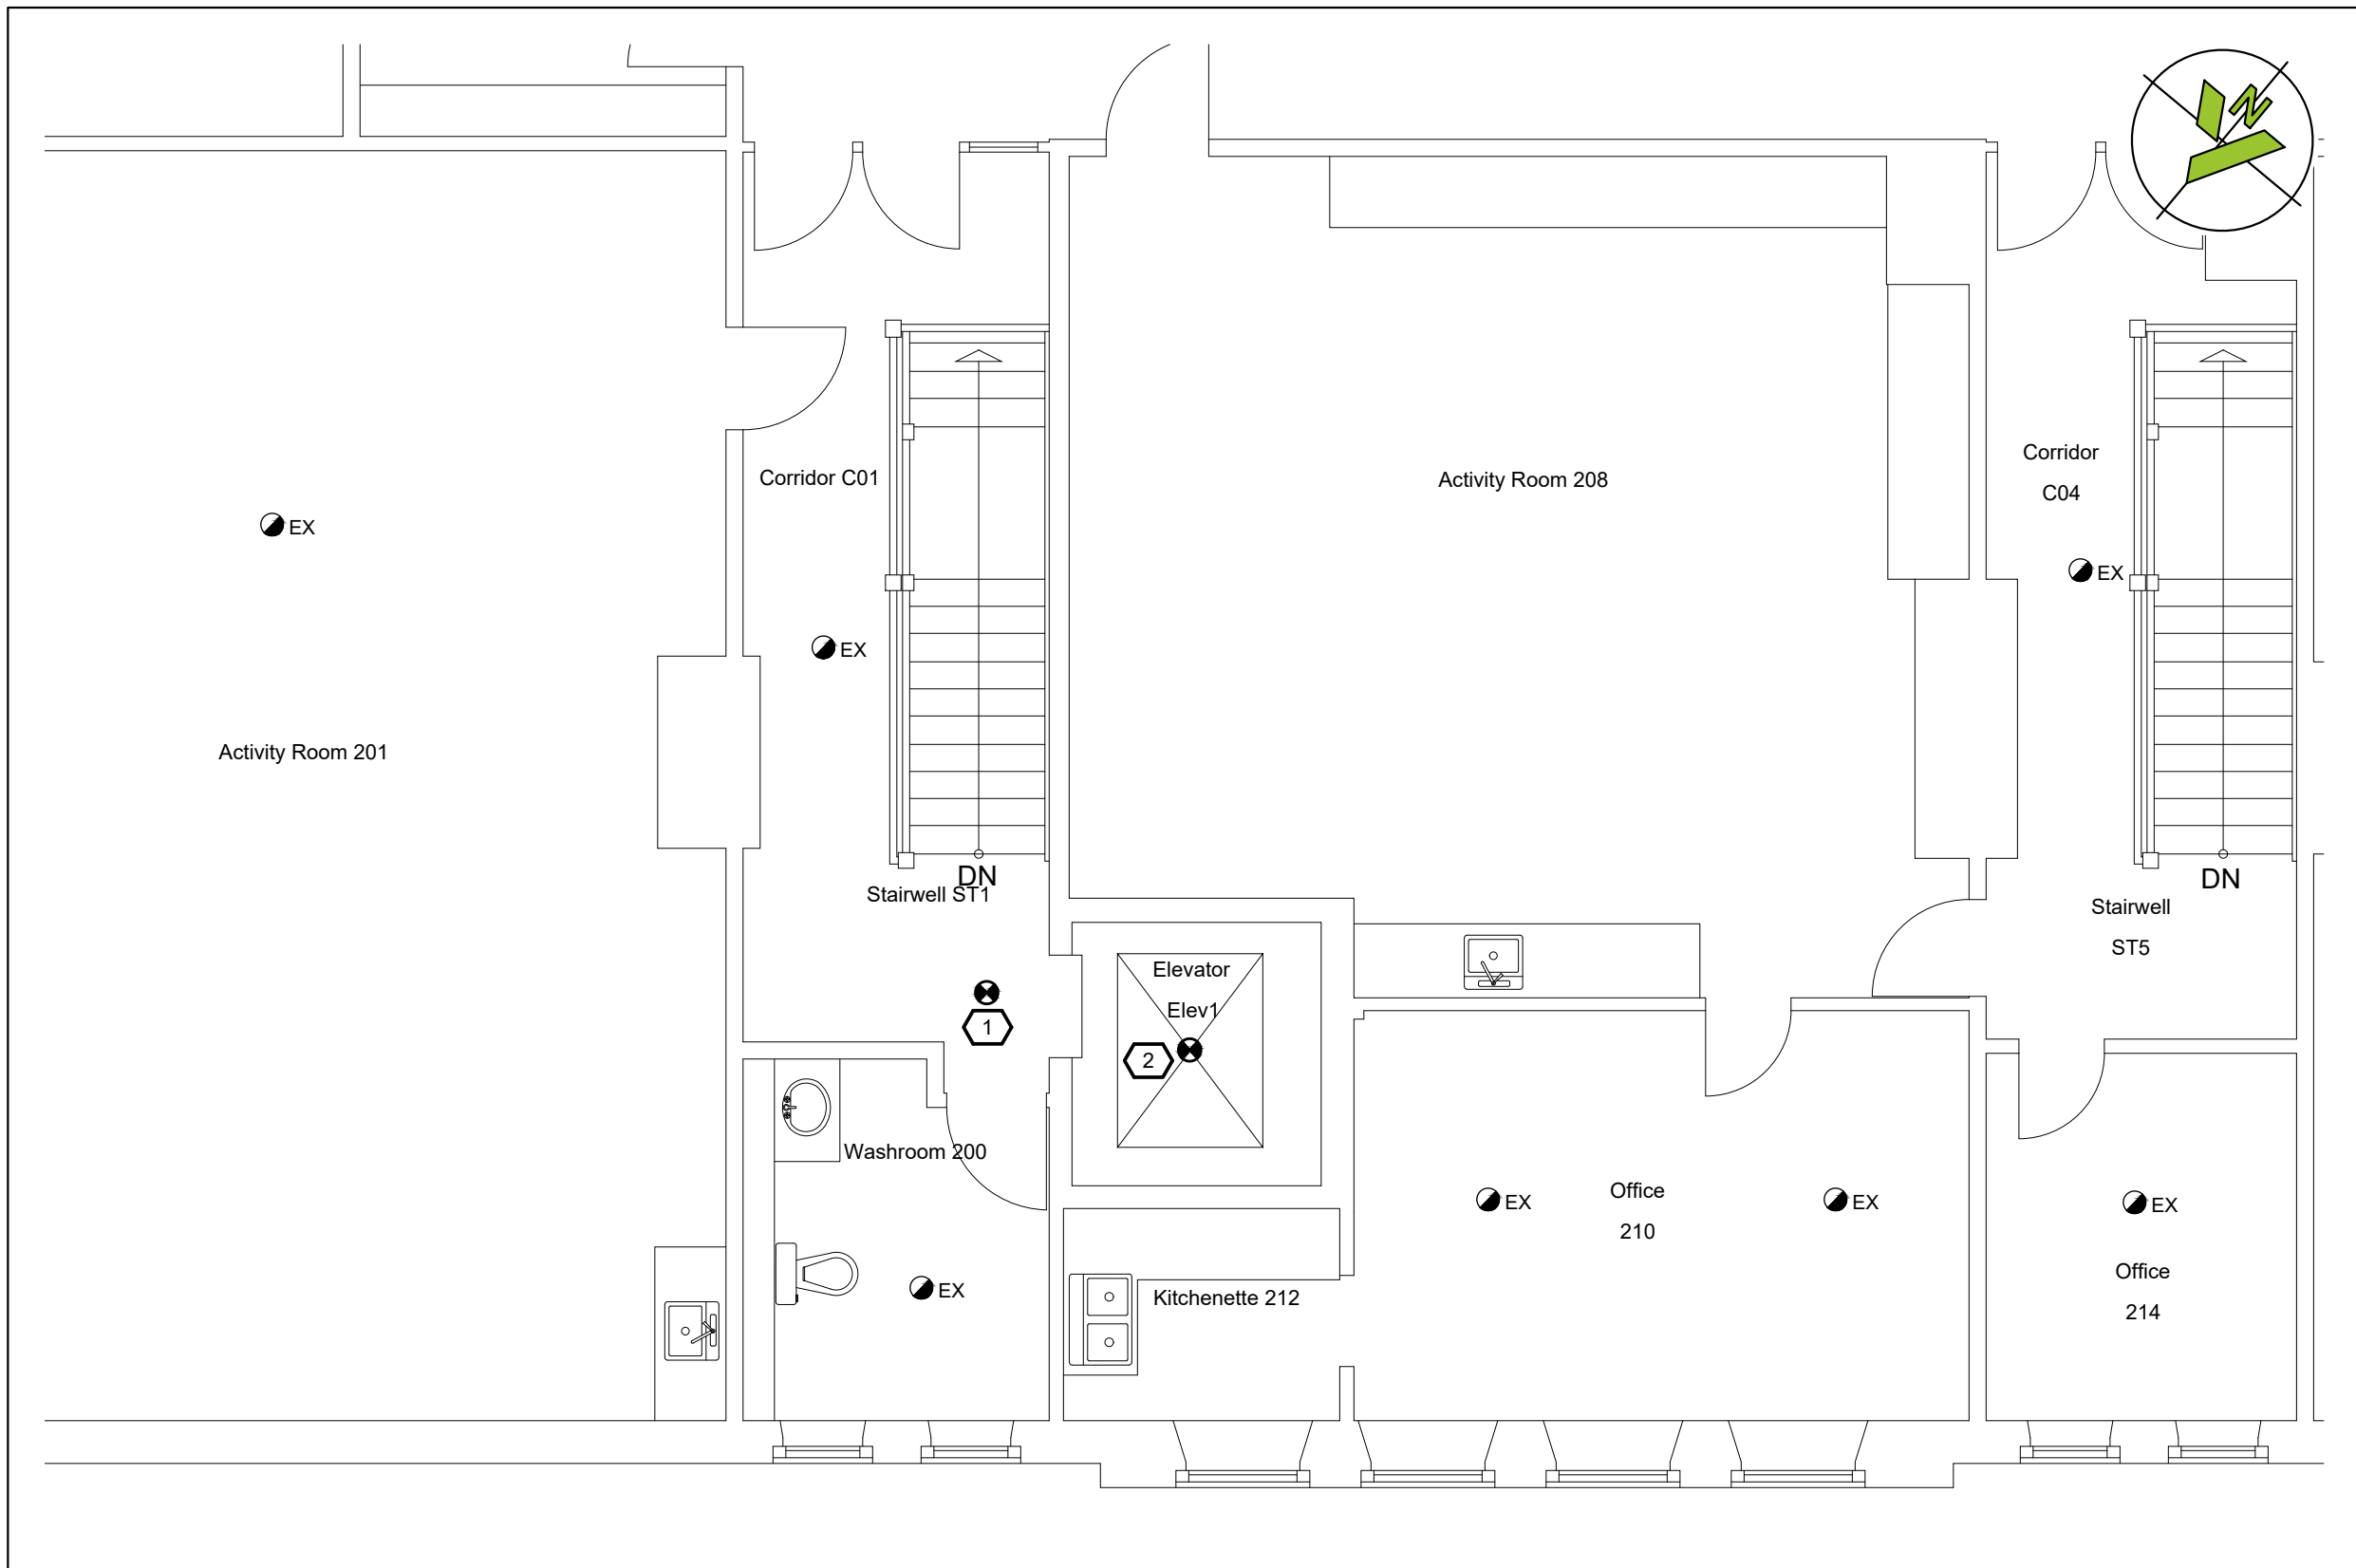 N
Corridor C01
Activity Room 208
Corridor
C04
EX
EX
EX
Activity Room 201
DN
Stairwell ST1
DN
Stairwell
ST5
Elevator
Elev1
1
2
Washroom 200
Office
210
EX
EX
EX
Office
214
EX
Kitchenette 212